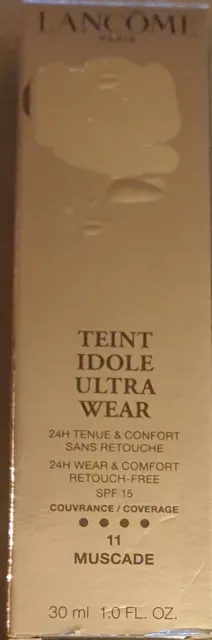 LANCÔME
PARIS
TEINT
IDOLE
ULTRA
WEAR
24H TENUE & CONFORT
SANS RETOUCHE
24H WEAR & COMFORT
RETOUCH-FREE
SPF 15
COUVRANCE / COVERAGE
11
MUSCADE
30 ml 1.0 FL. OZ.